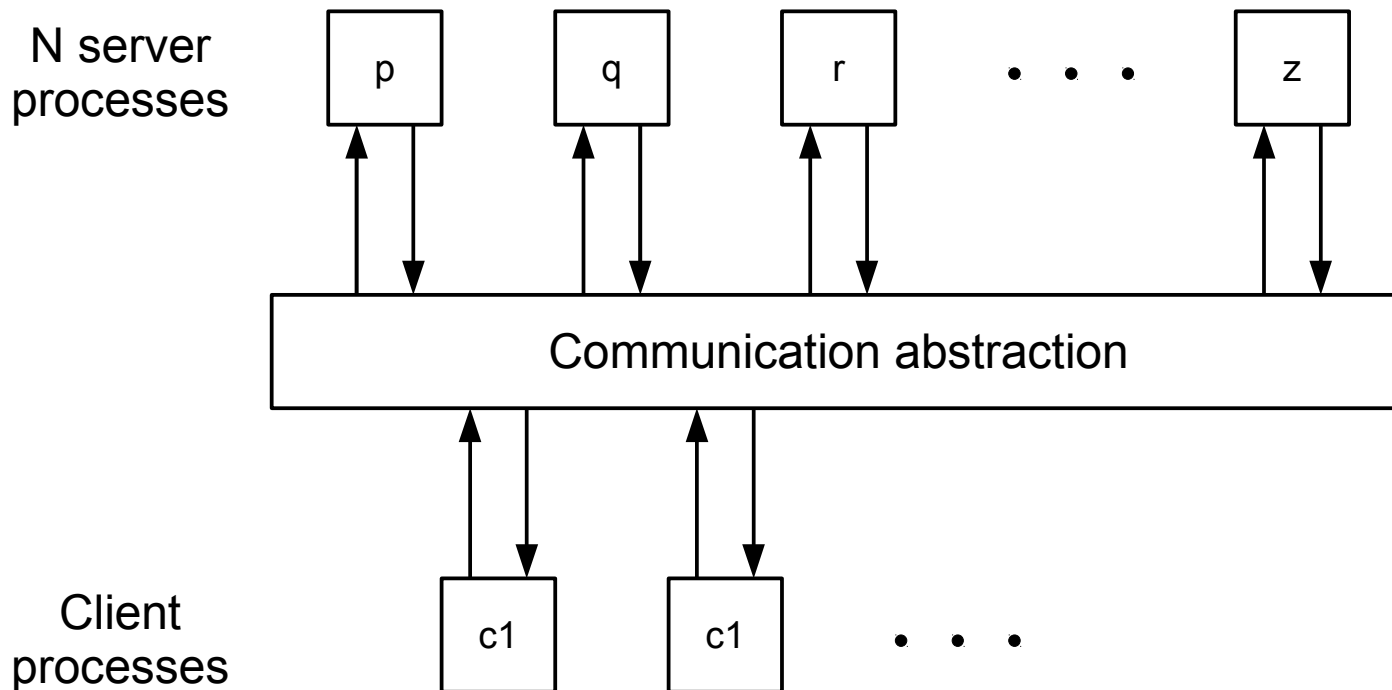 N server
processes
p
q
r
z
Communication abstraction
Client
processes
c1
c1